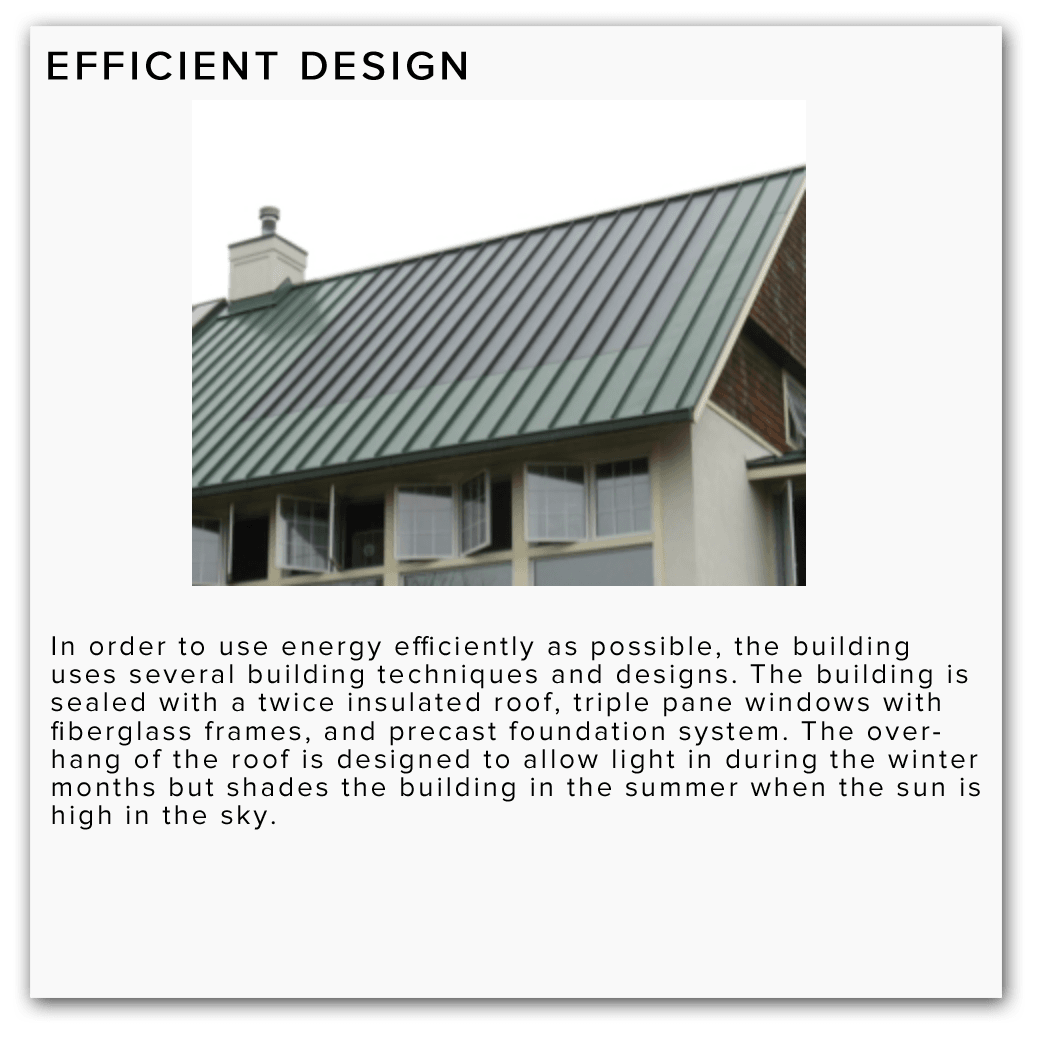 EFFICIENT DESIGN
In order to use energy efficiently as possible, the building
uses several building techniques and designs. The building is
sealed with a twice insulated roof, triple pane windows with
fiberglass frames, and precast foundation system. The over-
hang of the roof is designed to allow light in during the winter
months but shades the building in the summer when the sun is
high in the sky.